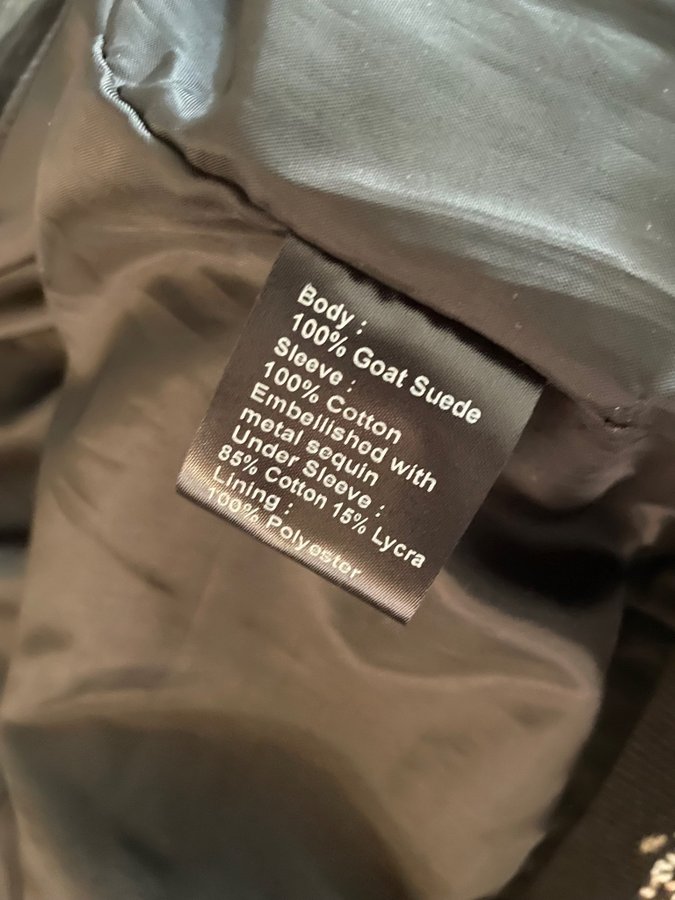 Body :
100% Goat Suede
Sleeve :
100% Cotton
Embellished with
metal sequin
Under Sleeve :
85% Cotton 15% Lycra
Lining :
100% Polyester